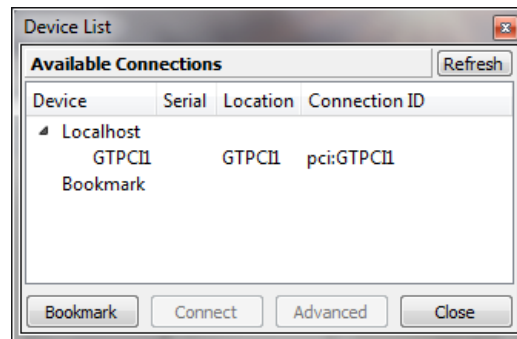 Device List
Available Connections Refresh
Device Serial Location Connection ID
Localhost
GTPCI1 GTPCI1 pci:GTPCI1
Bookmark
Bookmark Connect Advanced Close